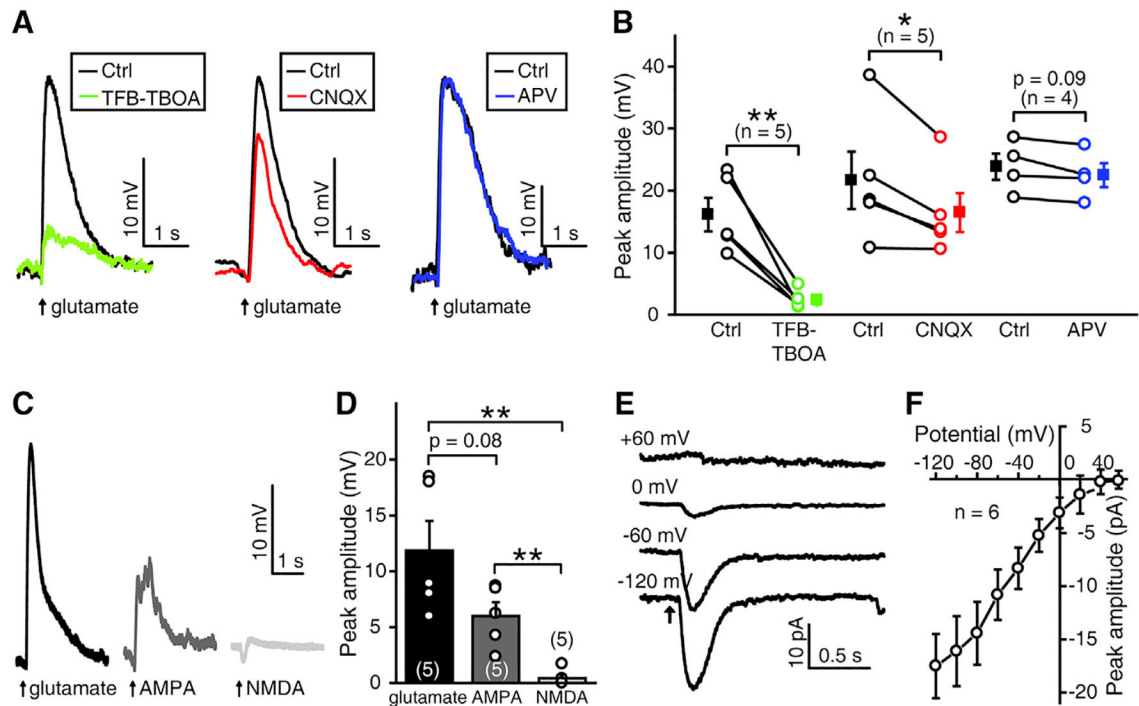 A
Ctrl
TFB-TBOA
10 mV
1 s
glutamate
Ctrl
CNQX
10 mV
1 s
glutamate
Ctrl
APV
10 mV
1 s
glutamate
B
Peak amplitude (mV)
40
30
20
10
0
**
(n = 5)
*
(n = 5)
p = 0.09
(n = 4)
Ctrl
TFB-
TBOA
Ctrl
CNQX
Ctrl
APV
C
10 mV
1 s
glutamate
AMPA
NMDA
D
Peak amplitude (mV)
20
15
10
5
0
**
p = 0.08
**
(5)
(5)
(5)
glutamate
AMPA
NMDA
E
+60 mV
0 mV
-60 mV
-120 mV
10 pA
0.5 s
F
Potential (mV)
-120
-80
-40
0
40
5
-5
-10
-15
-20
n = 6
Peak amplitude (pA)